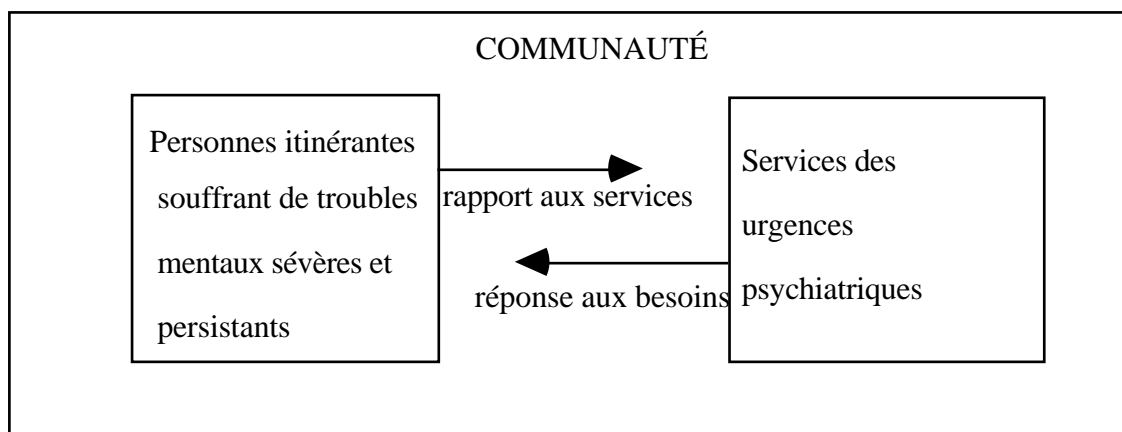 COMMUNAUTÉ
Personnes itinérantes
souffrant de troubles
mentaux sévères et
persistants
rapport aux services
réponse aux besoins
Services des
urgences
psychiatriques